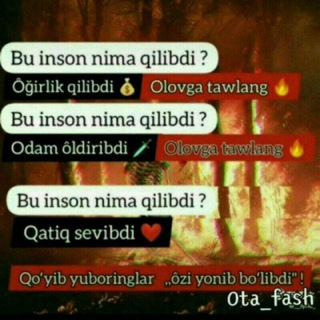 Bu inson nima qilibdi ?
Ôğirlik qilibdi 💰 Olovga tawlang 🔥
Bu inson nima qilibdi ?
Odam ôldiribdi 🗡️ Olovga tawlang 🔥
Bu inson nima qilibdi ?
Qatiq sevibdi ❤️
Qo'yib yuboringlar ,,ôzi yonib bo'libdi" !
Ota_fash